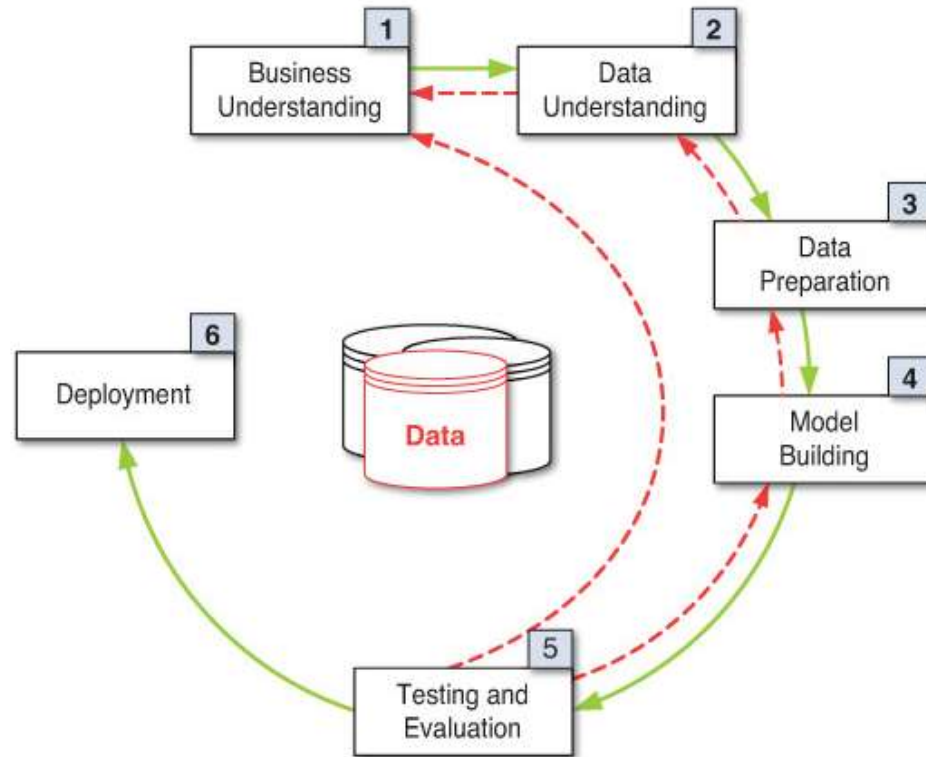 1
Business
Understanding
2
Data
Understanding
3
Data
Preparation
4
Model
Building
5
Testing and
Evaluation
6
Deployment
Data